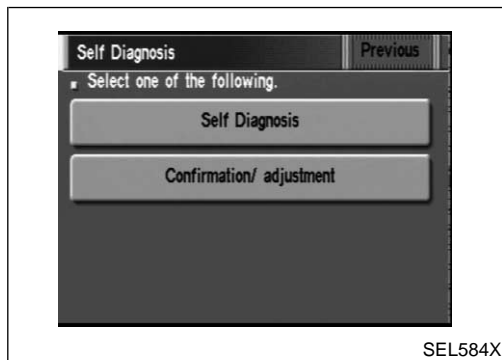 Self Diagnosis
Previous
Select one of the following.
Self Diagnosis
Confirmation/ adjustment
SEL584X